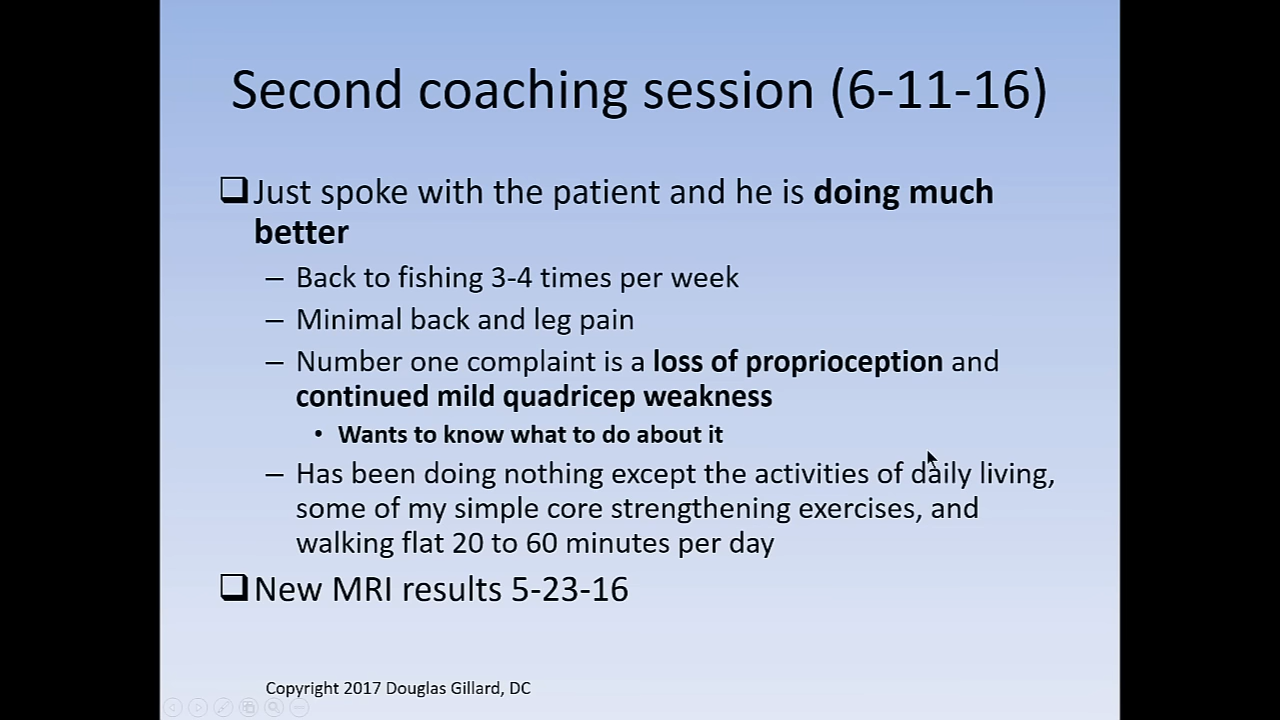 Second coaching session (6-11-16)
Just spoke with the patient and he is doing much
better
– Back to fishing 3-4 times per week
– Minimal back and leg pain
– Number one complaint is a loss of proprioception and
continued mild quadricep weakness
• Wants to know what to do about it
– Has been doing nothing except the activities of daily living,
some of my simple core strengthening exercises, and
walking flat 20 to 60 minutes per day
New MRI results 5-23-16
Copyright 2017 Douglas Gillard, DC